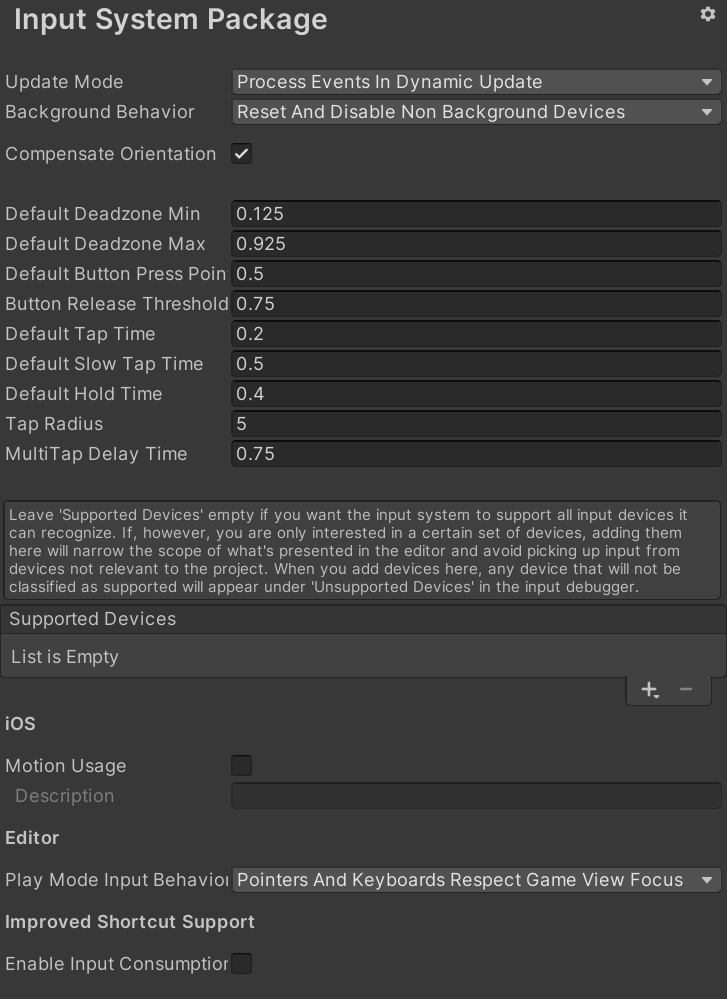 Input System Package
Update Mode Process Events In Dynamic Update
Background Behavior Reset And Disable Non Background Devices
Compensate Orientation
Default Deadzone Min 0.125
Default Deadzone Max 0.925
Default Button Press Poin 0.5
Button Release Threshold 0.75
Default Tap Time 0.2
Default Slow Tap Time 0.5
Default Hold Time 0.4
Tap Radius 5
MultiTap Delay Time 0.75
Leave 'Supported Devices' empty if you want the input system to support all input devices it
can recognize. If, however, you are only interested in a certain set of devices, adding them
here will narrow the scope of what's presented in the editor and avoid picking up input from
devices not relevant to the project. When you add devices here, any device that will not be
classified as supported will appear under 'Unsupported Devices' in the input debugger.
Supported Devices
List is Empty
iOS
Motion Usage
Description
Editor
Play Mode Input Behavior Pointers And Keyboards Respect Game View Focus
Improved Shortcut Support
Enable Input Consumption